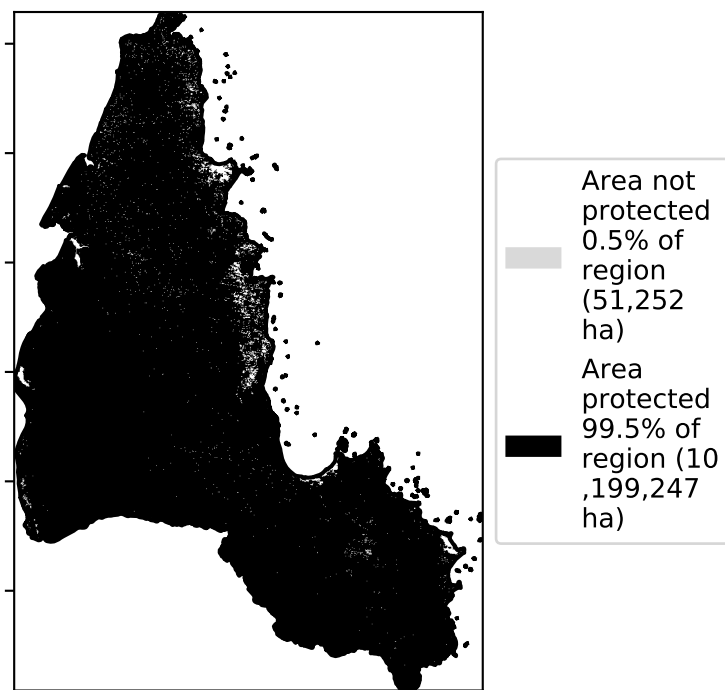 Area not
protected
0.5% of
region
(51,252
ha)
Area
protected
99.5% of
region (10
,199,247
ha)